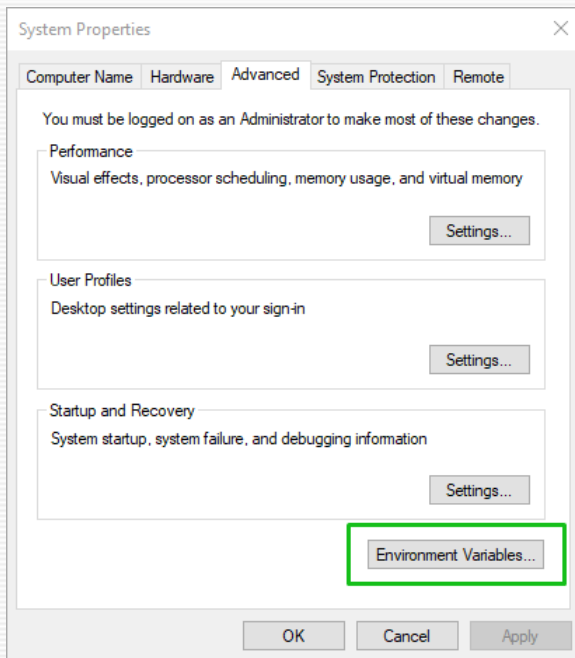 System Properties
Computer Name Hardware Advanced System Protection Remote
You must be logged on as an Administrator to make most of these changes.
Performance
Visual effects, processor scheduling, memory usage, and virtual memory
Settings...
User Profiles
Desktop settings related to your sign-in
Settings...
Startup and Recovery
System startup, system failure, and debugging information
Settings...
Environment Variables...
OK Cancel Apply